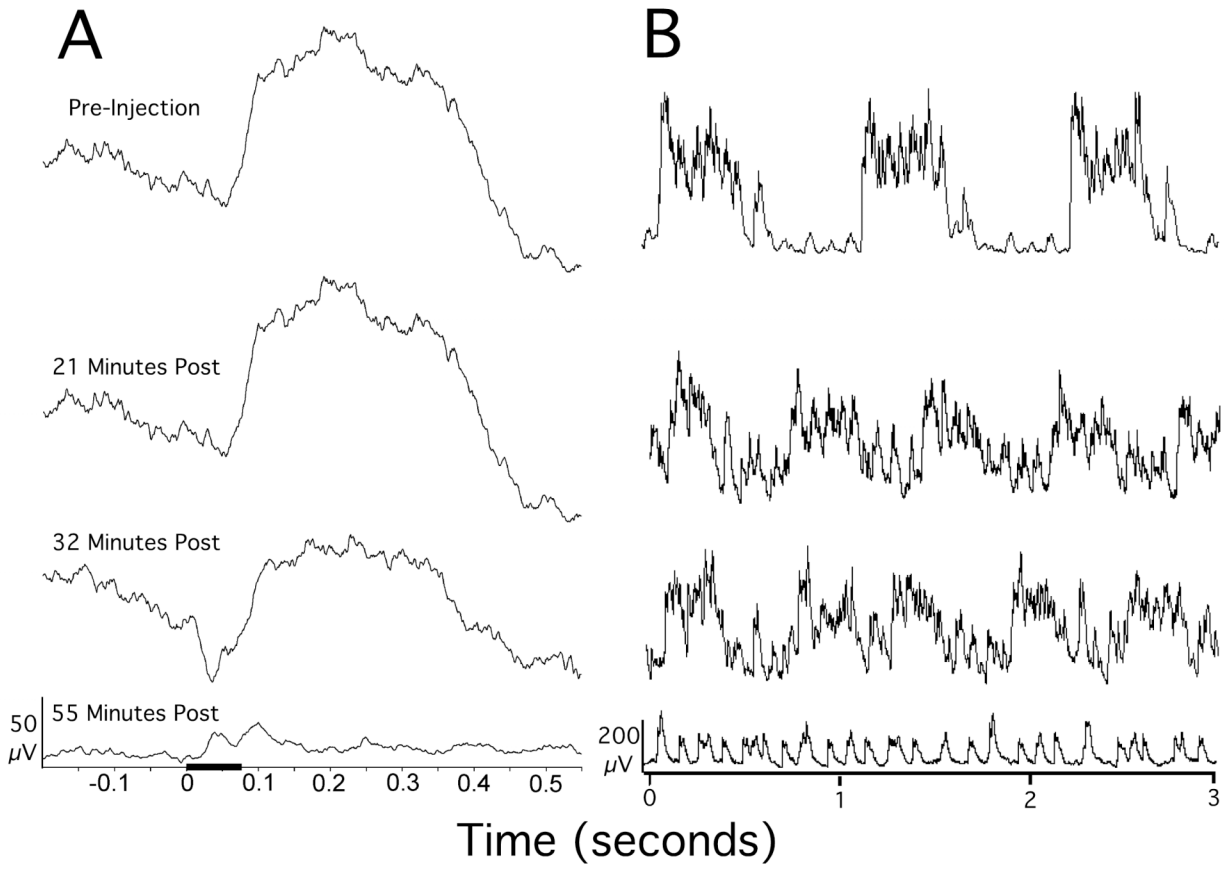 A
B
Pre-Injection
21 Minutes Post
32 Minutes Post
55 Minutes Post
50
µV
200
µV
-0.1 0 0.1 0.2 0.3 0.4 0.5
0 1 2 3
Time (seconds)